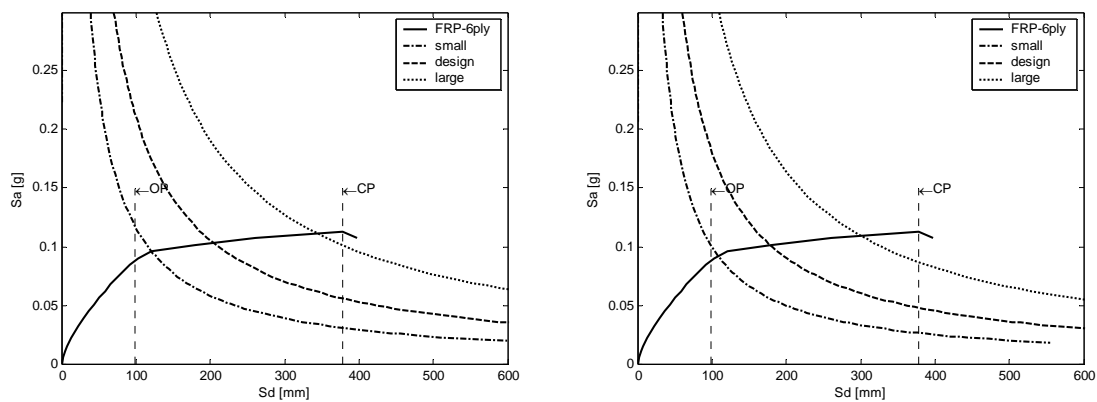 FRP-6ply
small
design
large
0.25
0.2
0.15
0.1
0.05
0
Sa [g]
←OP
←CP
0 100 200 300 400 500 600
Sd [mm]
FRP-6ply
small
design
large
0.25
0.2
0.15
0.1
0.05
0
Sa [g]
←OP
←CP
0 100 200 300 400 500 600
Sd [mm]